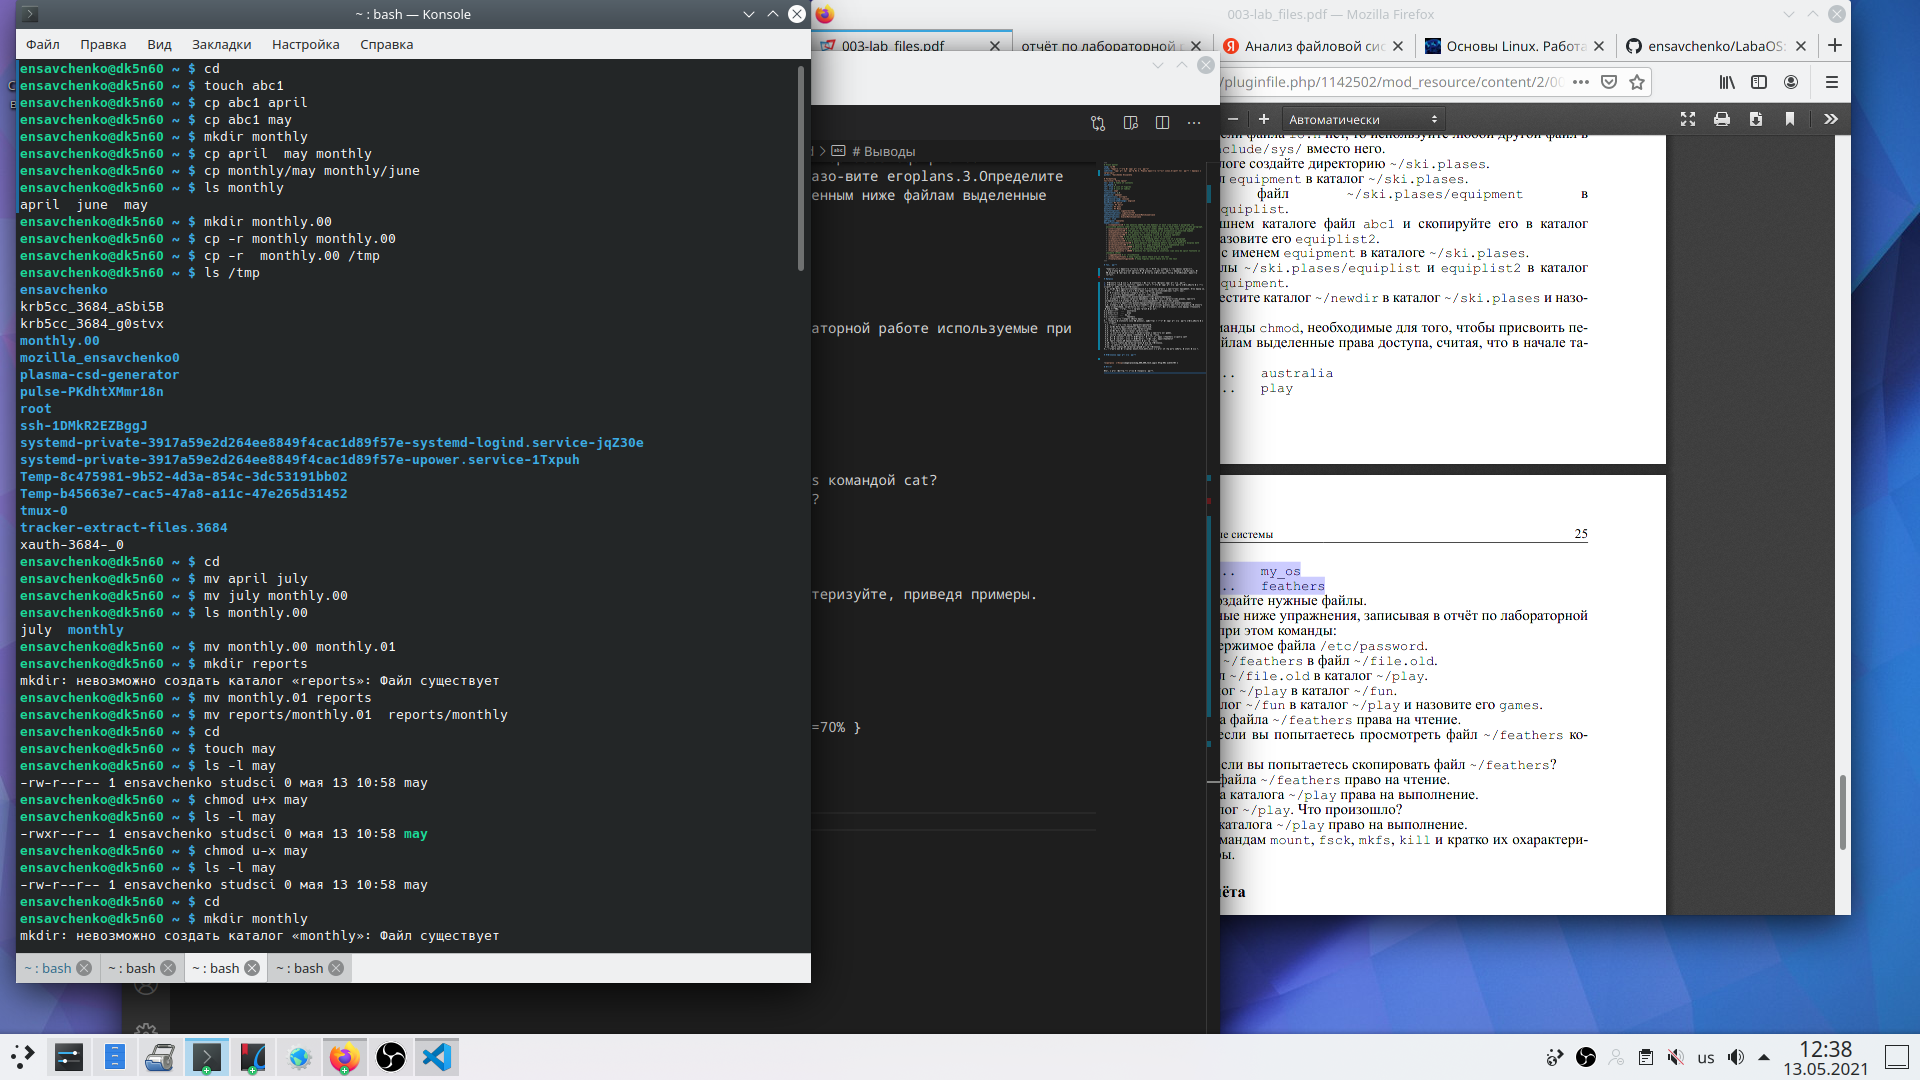 ~ : bash — Konsole
Файл Правка Вид Закладки Настройка Справка
ensavchenko@dk5n60 ~ $ cd
ensavchenko@dk5n60 ~ $ touch abc1
ensavchenko@dk5n60 ~ $ cp abc1 april
ensavchenko@dk5n60 ~ $ cp abc1 may
ensavchenko@dk5n60 ~ $ mkdir monthly
ensavchenko@dk5n60 ~ $ cp april  may monthly
ensavchenko@dk5n60 ~ $ cp monthly/may monthly/june
ensavchenko@dk5n60 ~ $ ls monthly
april  june  may
ensavchenko@dk5n60 ~ $ mkdir monthly.00
ensavchenko@dk5n60 ~ $ cp -r monthly monthly.00
ensavchenko@dk5n60 ~ $ cp -r  monthly.00 /tmp
ensavchenko@dk5n60 ~ $ ls /tmp
ensavchenko
krb5cc_3684_aSbi5B
krb5cc_3684_g0stvx
monthly.00
mozilla_ensavchenko0
plasma-csd-generator
pulse-PKdhtXMmr18n
root
ssh-1DMkR2EZBggJ
systemd-private-3917a59e2d264ee8849f4cac1d89f57e-systemd-logind.service-jqZ30e
systemd-private-3917a59e2d264ee8849f4cac1d89f57e-upower.service-1Txpuh
Temp-8c475981-9b52-4d3a-854c-3dc53191bb02
Temp-b45663e7-cac5-47a8-a11c-47e265d31452
tmux-0
tracker-extract-files.3684
xauth-3684-_0
ensavchenko@dk5n60 ~ $ cd
ensavchenko@dk5n60 ~ $ mv april july
ensavchenko@dk5n60 ~ $ mv july monthly.00
ensavchenko@dk5n60 ~ $ ls monthly.00
july  monthly
ensavchenko@dk5n60 ~ $ mv monthly.00 monthly.01
ensavchenko@dk5n60 ~ $ mkdir reports
mkdir: невозможно создать каталог «reports»: Файл существует
ensavchenko@dk5n60 ~ $ mv monthly.01 reports
ensavchenko@dk5n60 ~ $ mv reports/monthly.01  reports/monthly
ensavchenko@dk5n60 ~ $ cd
ensavchenko@dk5n60 ~ $ touch may
ensavchenko@dk5n60 ~ $ ls -l may
-rw-r--r-- 1 ensavchenko studsci 0 мая 13 10:58 may
ensavchenko@dk5n60 ~ $ chmod u+x may
ensavchenko@dk5n60 ~ $ ls -l may
-rwxr--r-- 1 ensavchenko studsci 0 мая 13 10:58 may
ensavchenko@dk5n60 ~ $ chmod u-x may
ensavchenko@dk5n60 ~ $ ls -l may
-rw-r--r-- 1 ensavchenko studsci 0 мая 13 10:58 may
ensavchenko@dk5n60 ~ $ cd
ensavchenko@dk5n60 ~ $ mkdir monthly
mkdir: невозможно создать каталог «monthly»: Файл существует
~ : bash ~ : bash ~ : bash ~ : bash
# Выводы
азо-вите егоplans.3.Определите
енным ниже файлам выделенные
аторной работе используемые при
s командой cat?
?
теризуйте, приведя примеры.
=70% }
003-lab_files.pdf — Mozilla Firefox
003-lab_files.pdf отчёт по лабораторной Анализ файловой сис Основы Linux. Работа ensavchenko/LabaOS:
/pluginfile.php/1142502/mod_resource/content/2/00
Автоматически
nclude/sys/ вместо него.
логе создайте директорию ~/ski.plases.
л equipment в каталог ~/ski.plases.
файл ~/ski.plases/equipment в
quiplist.
шнем каталоге файл abc1 и скопируйте его в каталог
азовите его equiplist2.
с именем equipment в каталоге ~/ski.plases.
лы ~/ski.plases/equiplist и equiplist2 в каталог
quipment.
естите каталог ~/newdir в каталог ~/ski.plases и назо-
манды chmod, необходимые для того, чтобы присвоить пе-
йлам выделенные права доступа, считая, что в начале та-
.. australia
.. play
ые системы 25
.. my_os
.. feathers
оздайте нужные файлы.
ные ниже упражнения, записывая в отчёт по лабораторной
при этом команды:
ержимое файла /etc/password.
~/feathers в файл ~/file.old.
л ~/file.old в каталог ~/play.
ог ~/play в каталог ~/fun.
алог ~/fun в каталог ~/play и назовите его games.
а файла ~/feathers права на чтение.
если вы попытаетесь просмотреть файл ~/feathers ко-
если вы попытаетесь скопировать файл ~/feathers?
файла ~/feathers право на чтение.
а каталога ~/play права на выполнение.
лог ~/play. Что произошло?
каталога ~/play право на выполнение.
мандам mount, fsck, mkfs, kill и кратко их охарактери-
ры.
чёта
us
12:38
13.05.2021